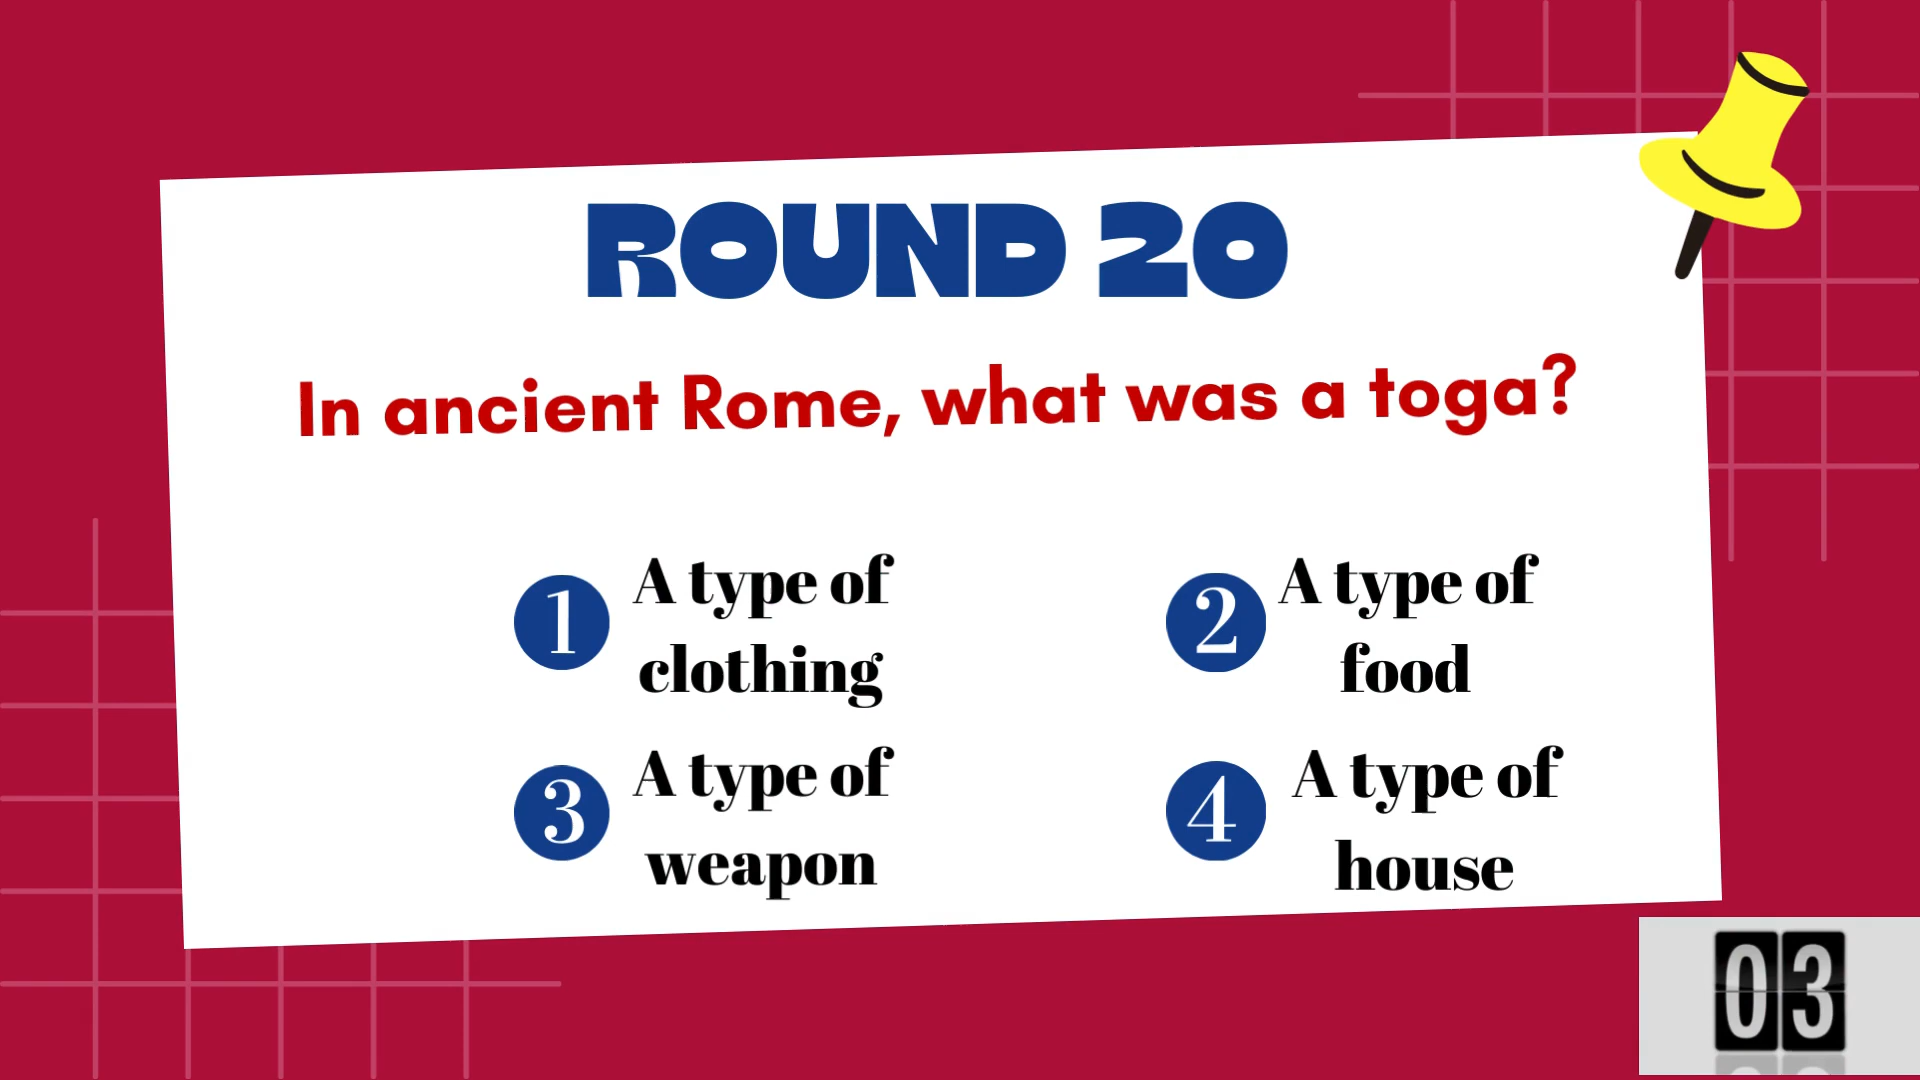 ROUND 20
In ancient Rome, what was a toga?
1 A type of
clothing
2 A type of
food
3 A type of
weapon
4 A type of
house
03